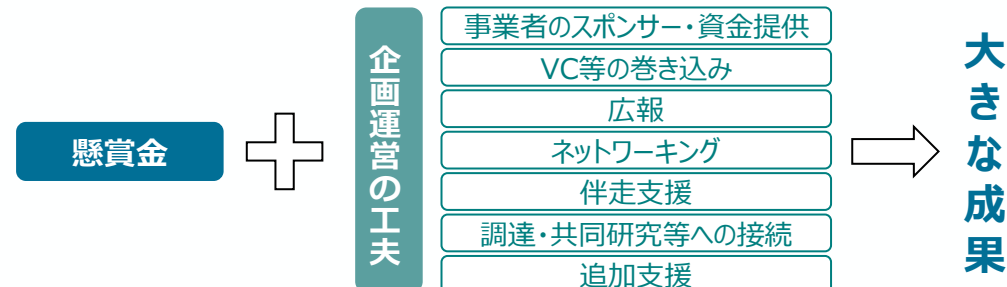 懸賞金
企画運営の工夫
事業者のスポンサー・資金提供
VC等の巻き込み
広報
ネットワーキング
伴走支援
調達・共同研究等への接続
追加支援
大きな成果